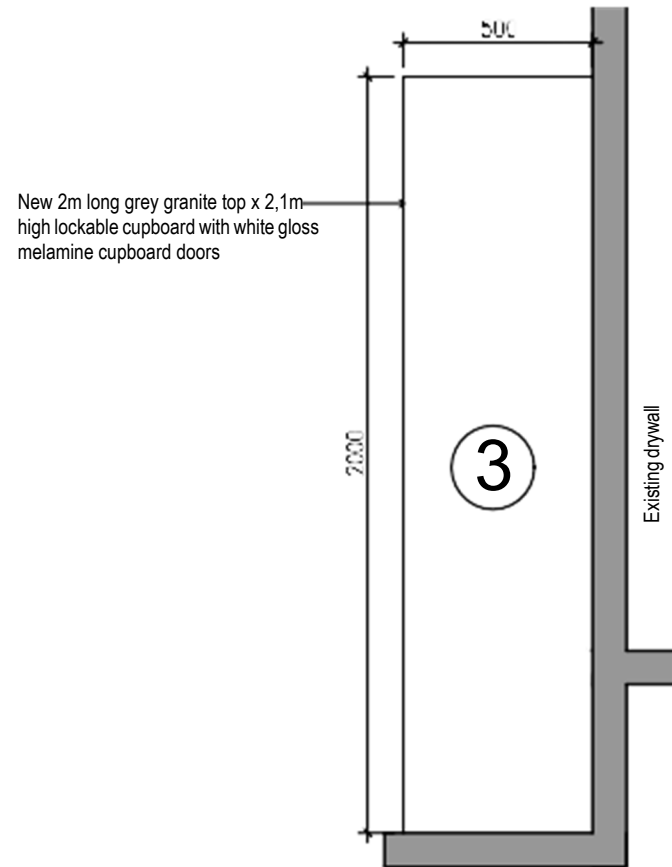 500
New 2m long grey granite top x 2,1m
high lockable cupboard with white gloss
melamine cupboard doors
2000
3
Existing drywall